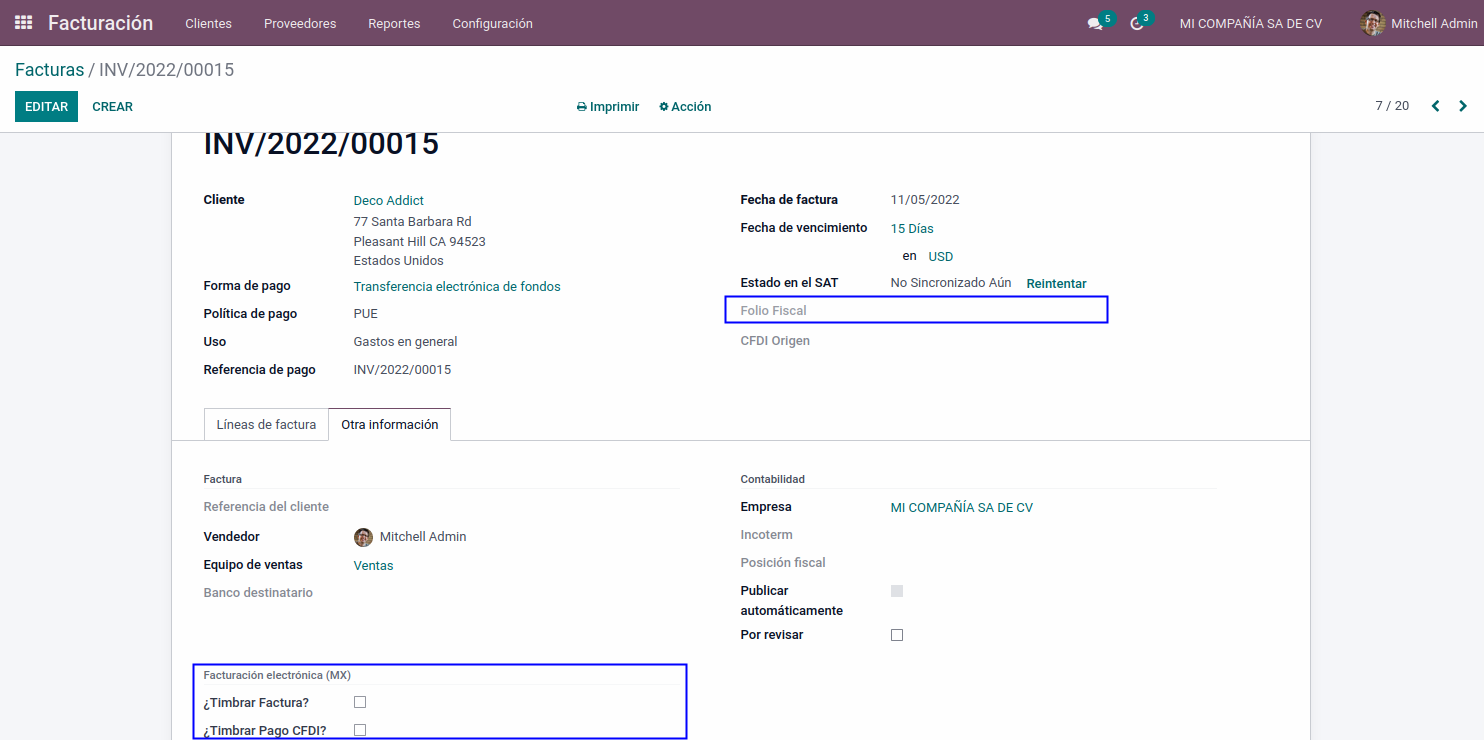 Facturación Clientes Proveedores Reportes Configuración 5 3 MI COMPAÑÍA SA DE CV Mitchell Admin
Facturas / INV/2022/00015
EDITAR CREAR Imprimir Acción 7 / 20
INV/2022/00015
Cliente Deco Addict
77 Santa Barbara Rd
Pleasant Hill CA 94523
Estados Unidos
Forma de pago Transferencia electrónica de fondos
Política de pago PUE
Uso Gastos en general
Referencia de pago INV/2022/00015
Fecha de factura 11/05/2022
Fecha de vencimiento 15 Días
en USD
Estado en el SAT No Sincronizado Aún Reintentar
Folio Fiscal
CFDI Origen
Líneas de factura Otra información
Factura
Referencia del cliente
Vendedor Mitchell Admin
Equipo de ventas Ventas
Banco destinatario
Contabilidad
Empresa MI COMPAÑÍA SA DE CV
Incoterm
Posición fiscal
Publicar
automáticamente
Por revisar
Facturación electrónica (MX)
¿Timbrar Factura?
¿Timbrar Pago CFDI?